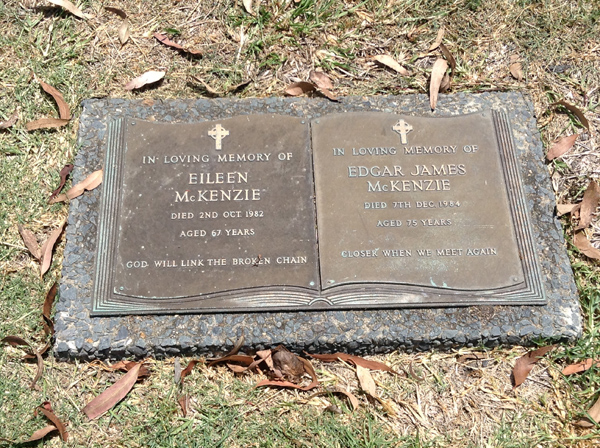 IN LOVING MEMORY OF
EILEEN
McKENZIE
DIED 2ND OCT. 1982
AGED 67 YEARS
GOD WILL LINK THE BROKEN CHAIN
IN LOVING MEMORY OF
EDGAR JAMES
McKENZIE
DIED 7TH DEC. 1984
AGED 75 YEARS
CLOSER WHEN WE MEET AGAIN